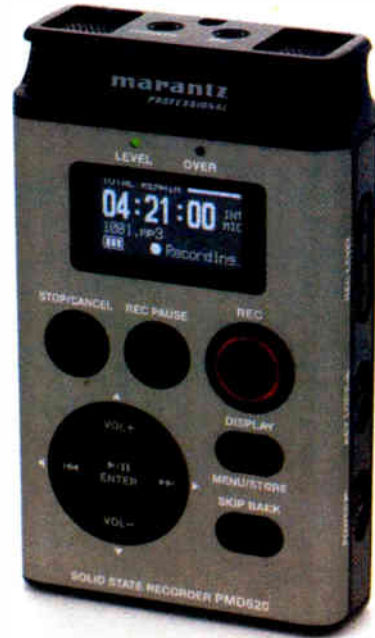 marantz
PROFESSIONAL
LEVEL OVER
TOTAL REMAIN
04:21:00 INT
MIC
1001.mp3
Recording
STOP/CANCEL REC PAUSE REC
DISPLAY
VOL+
ENTER
MENU/STORE
SKIP BACK
VOL–
SOLID STATE RECORDER PMD620